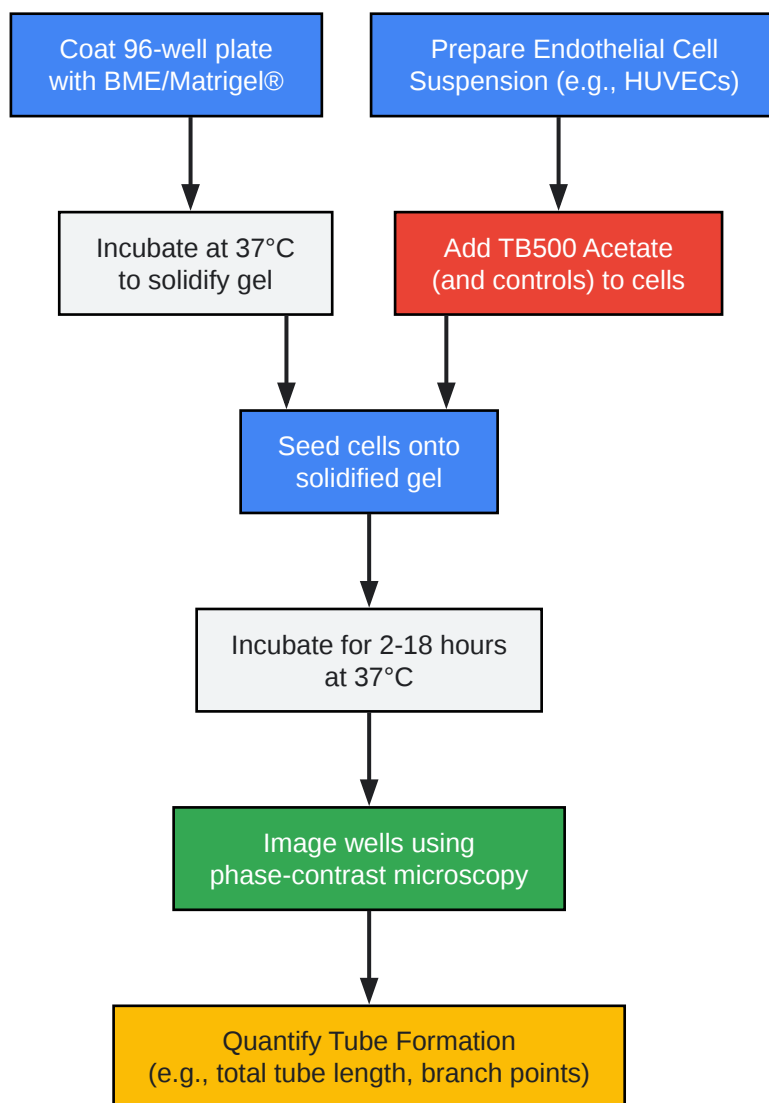 Coat 96-well plate
with BME/Matrigel®
Prepare Endothelial Cell
Suspension (e.g., HUVECs)
Incubate at 37°C
to solidify gel
Add TB500 Acetate
(and controls) to cells
Seed cells onto
solidified gel
Incubate for 2-18 hours
at 37°C
Image wells using
phase-contrast microscopy
Quantify Tube Formation
(e.g., total tube length, branch points)